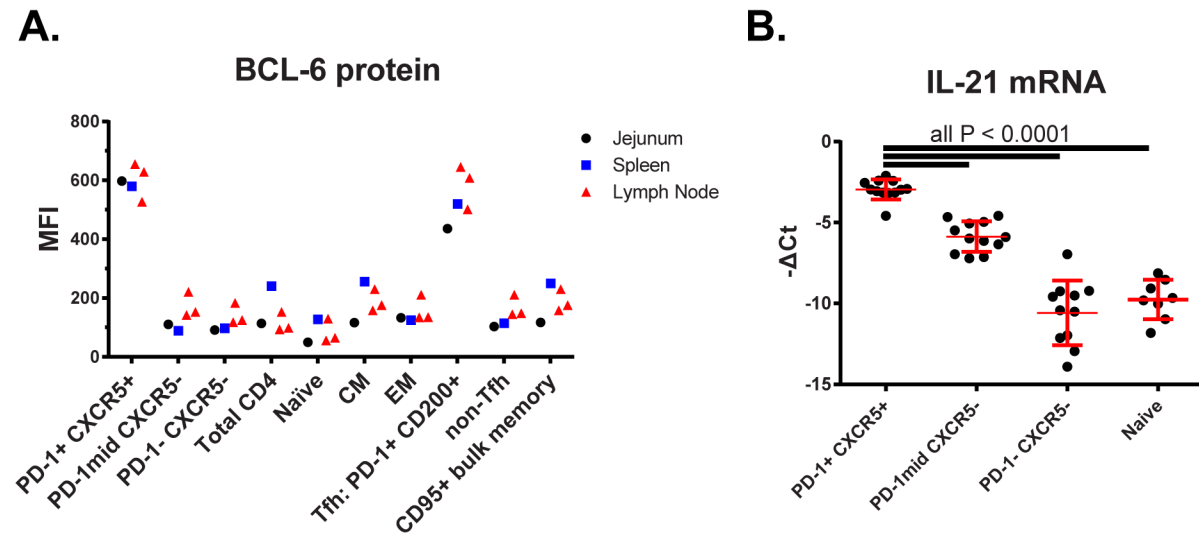 A.
BCL-6 protein
MFI
800
600
400
200
0
PD-1+ CXCR5+
PD-1mid CXCR5-
PD-1- CXCR5-
Total CD4
Naïve
CM
EM
Tfh: PD-1+ CD200+
non-Tfh
CD95+ bulk memory
Jejunum
Spleen
Lymph Node
B.
IL-21 mRNA
all P < 0.0001
-ΔCt
0
-5
-10
-15
PD-1+ CXCR5+
PD-1mid CXCR5-
PD-1- CXCR5-
Naive